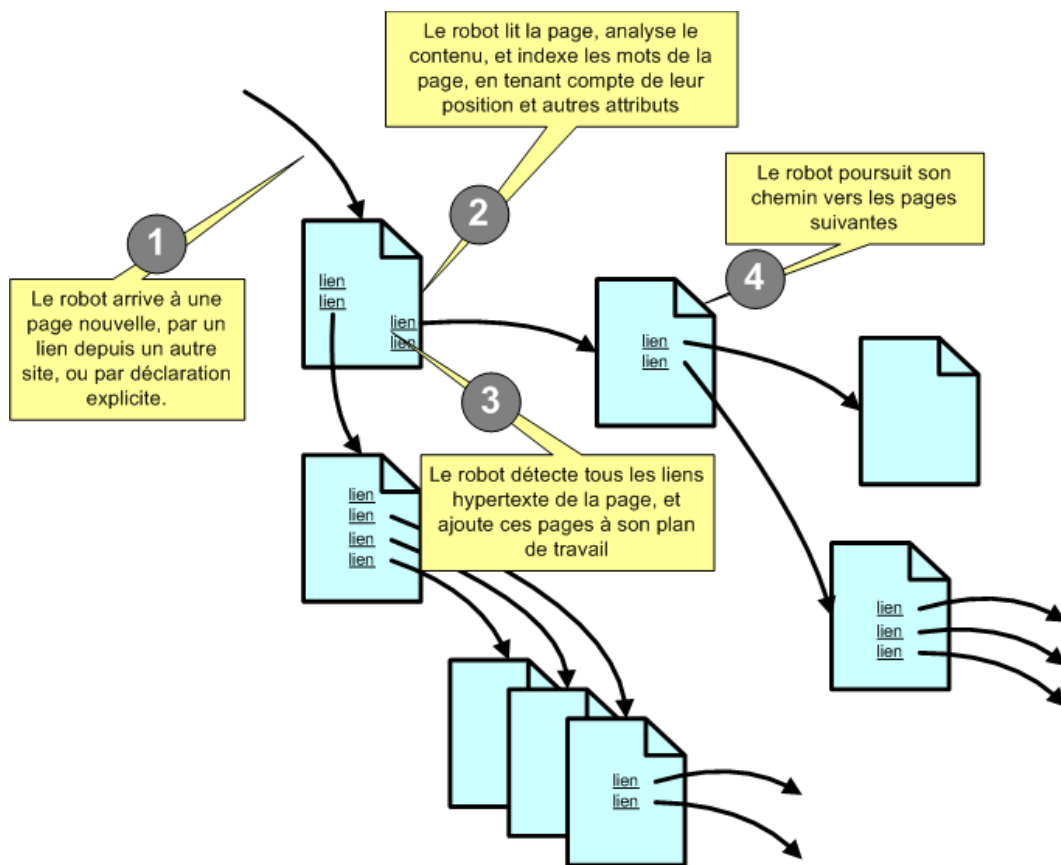 Le robot lit la page, analyse le
contenu, et indexe les mots de la
page, en tenant compte de leur
position et autres attributs
Le robot poursuit son
chemin vers les pages
suivantes
1
2
4
Le robot arrive à une
page nouvelle, par un
lien depuis un autre
site, ou par déclaration
explicite.
lien
lien
lien
lien
lien
lien
3
Le robot détecte tous les liens
hypertexte de la page, et
ajoute ces pages à son plan
de travail
lien
lien
lien
lien
lien
lien
lien
lien
lien